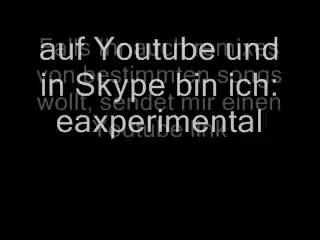 auf Youtube und
in Skype bin ich:
eaxperimental
von bestimmten songs
wollt, sendet mir einen
Youtube link